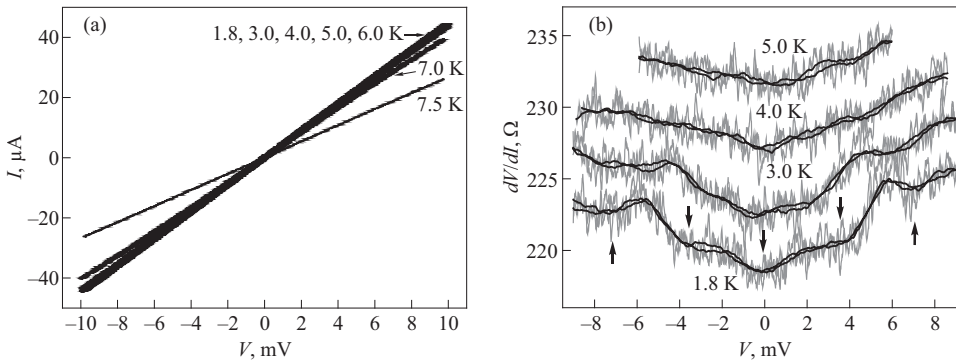 (a)
1.8, 3.0, 4.0, 5.0, 6.0 K
7.0 K
7.5 K
40
20
0
–20
–40
I, μA
–10 –8 –6 –4 –2 0 2 4 6 8 10
V, mV
(b)
5.0 K
4.0 K
3.0 K
1.8 K
235
230
225
220
dV/dI, Ω
–8 –6 –4 –2 0 2 4 6 8
V, mV